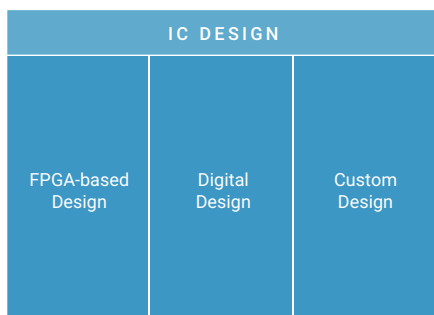 IC DESIGN
FPGA-based
Design
Digital
Design
Custom
Design